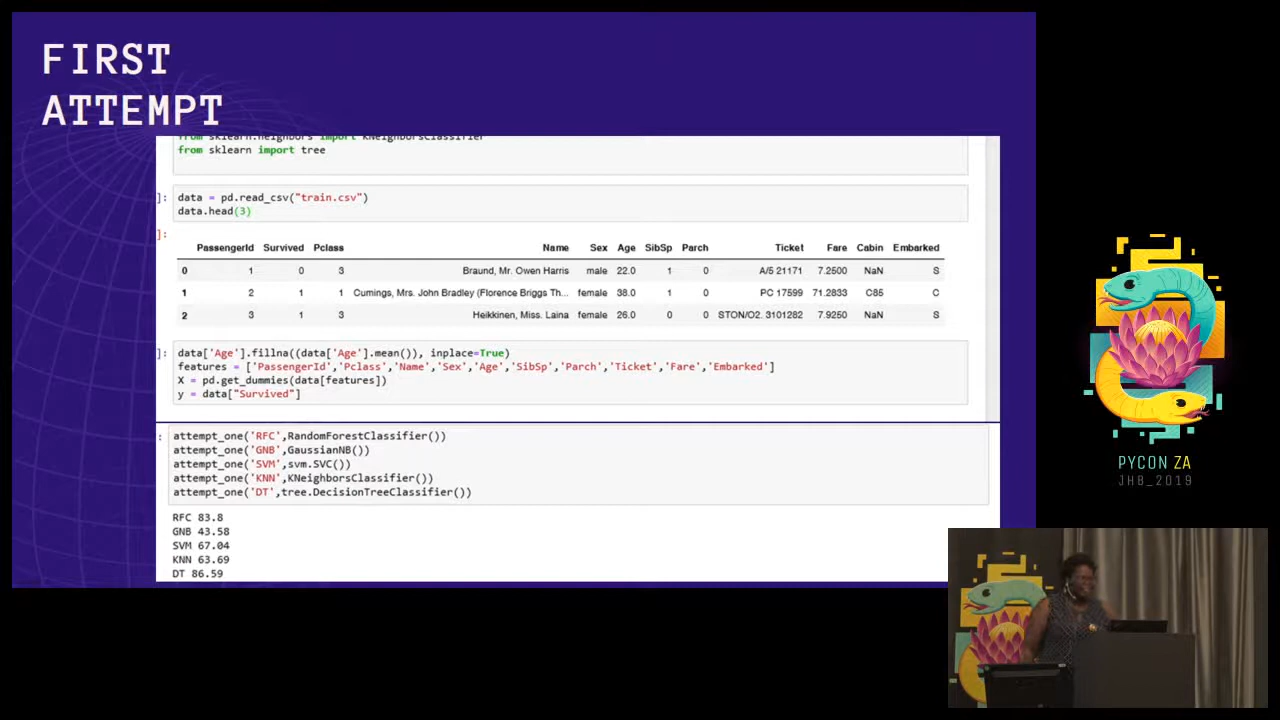 FIRST
ATTEMPT
from sklearn.neighbors import KNeighborsClassifier
from sklearn import tree
]: data = pd.read_csv("train.csv")
data.head(3)
]:
PassengerId Survived Pclass Name Sex Age SibSp Parch Ticket Fare Cabin Embarked
0 1 0 3 Braund, Mr. Owen Harris male 22.0 1 0 A/5 21171 7.2500 NaN S
1 2 1 1 Cumings, Mrs. John Bradley (Florence Briggs Th... female 38.0 1 0 PC 17599 71.2833 C85 C
2 3 1 3 Heikkinen, Miss. Laina female 26.0 0 0 STON/O2. 3101282 7.9250 NaN S
]: data['Age'].fillna((data['Age'].mean()), inplace=True)
features = ['PassengerId','Pclass','Name','Sex','Age','SibSp','Parch','Ticket','Fare','Embarked']
X = pd.get_dummies(data[features])
y = data["Survived"]
: attempt_one('RFC',RandomForestClassifier())
attempt_one('GNB',GaussianNB())
attempt_one('SVM',svm.SVC())
attempt_one('KNN',KNeighborsClassifier())
attempt_one('DT',tree.DecisionTreeClassifier())
RFC 83.8
GNB 43.58
SVM 67.04
KNN 63.69
DT 86.59
PYCON ZA
JHB_2019